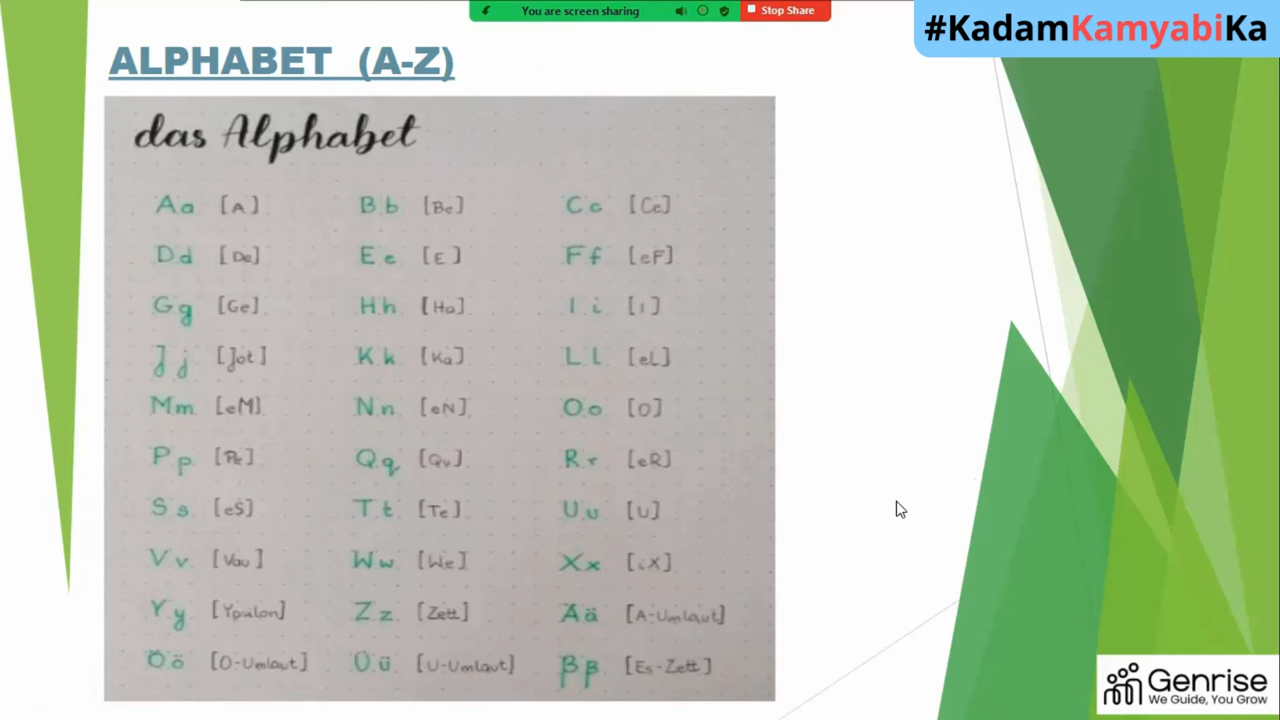 You are screen sharing
Stop Share
#KadamKamyabiKa
ALPHABET (A-Z)
das Alphabet
Aa [A] Bb [Be] Cc [Ce]
Dd [De] Ee [E] Ff [eF]
Gg [Ge] Hh [Ha] Ii [I]
Jj [Jot] Kk [Ka] Ll [eL]
Mm [eM] Nn [eN] Oo [O]
Pp [Pe] Qq [Qu] Rr [eR]
Ss [eS] Tt [Te] Uu [U]
Vv [Vau] Ww [We] Xx [iX]
Yy [Ypsilon] Zz [Zett] Ää [A-Umlaut]
Öö [O-Umlaut] Üü [U-Umlaut] ββ [Es-Zett]
Genrise
We Guide, You Grow